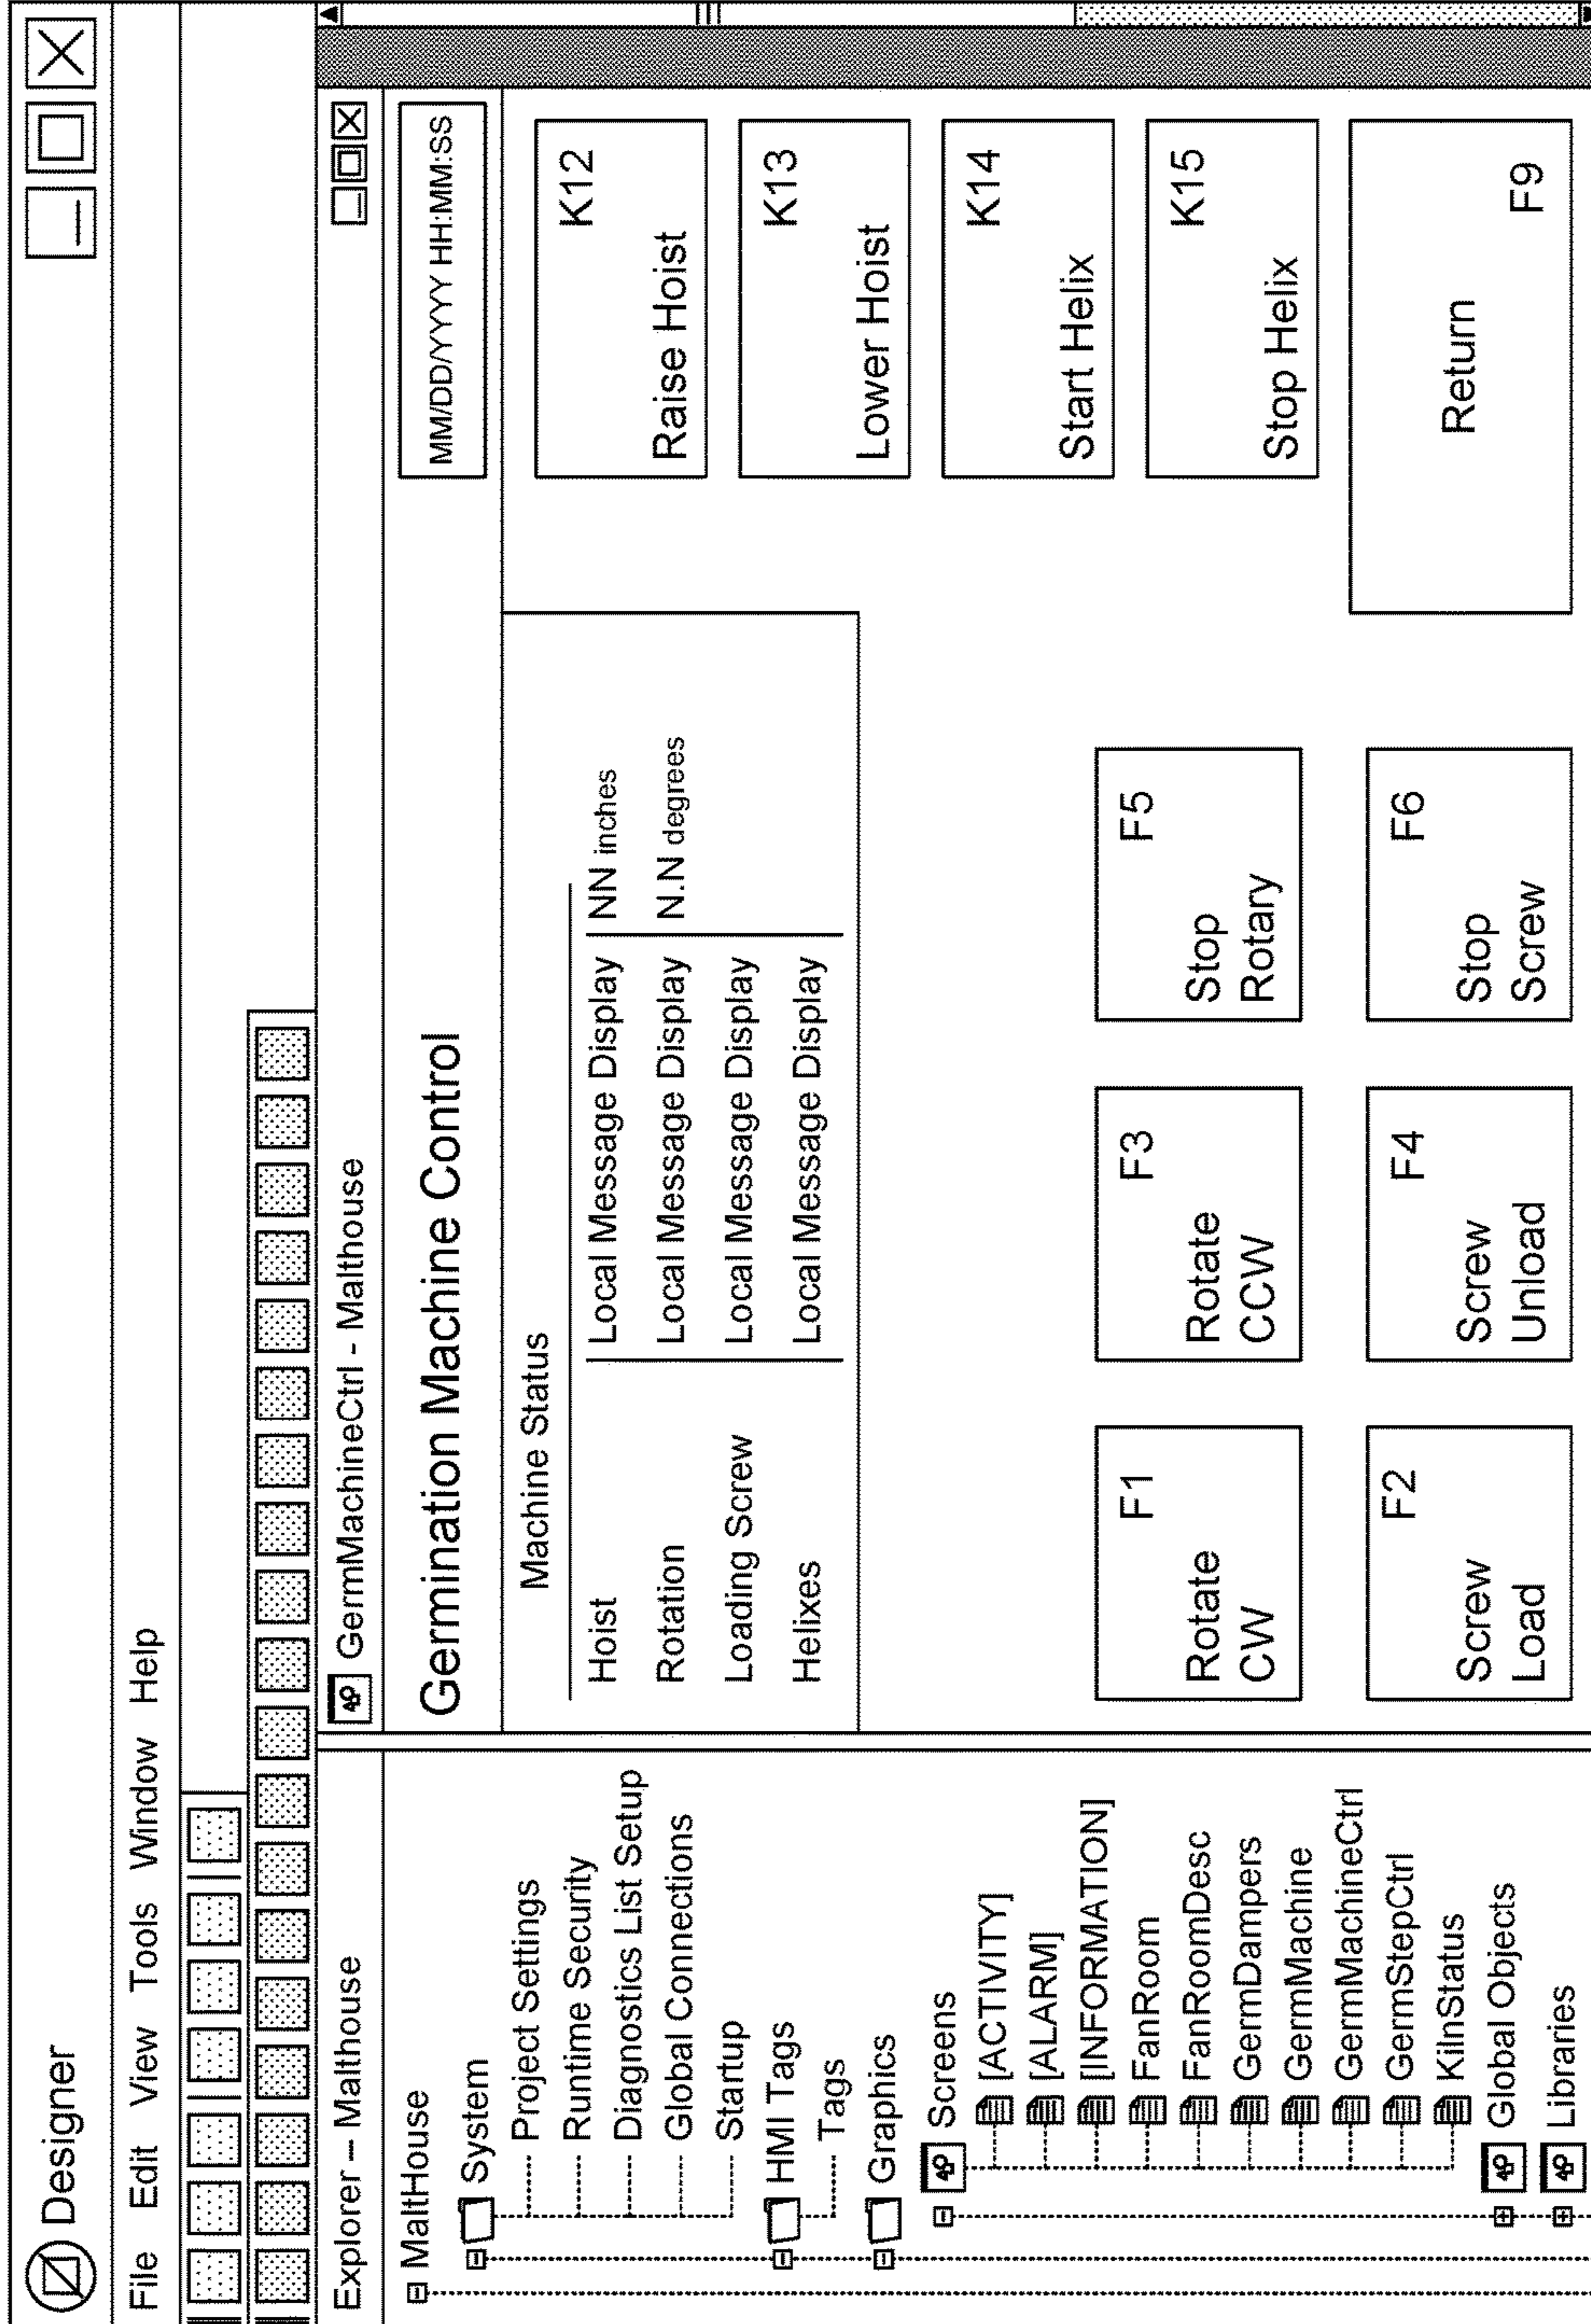 Designer
File Edit View Tools Window Help
Explorer – Malthouse
MaltHouse
System
Project Settings
Runtime Security
Diagnostics List Setup
Global Connections
Startup
HMI Tags
Tags
Graphics
Screens
[ACTIVITY]
[ALARM]
[INFORMATION]
FanRoom
FanRoomDesc
GermDampers
GermMachine
GermMachineCtrl
GermStepCtrl
KilnStatus
Global Objects
Libraries
GermMachineCtrl - Malthouse
Germination Machine Control
MM/DD/YYYY HH:MM:SS
Machine Status
Hoist Local Message Display NN inches
Rotation Local Message Display N.N degrees
Loading Screw Local Message Display
Helixes Local Message Display
K12
Raise Hoist
K13
Lower Hoist
K14
Start Helix
K15
Stop Helix
F1
Rotate
CW
F3
Rotate
CCW
F5
Stop
Rotary
F2
Screw
Load
F4
Screw
Unload
F6
Stop
Screw
Return
F9